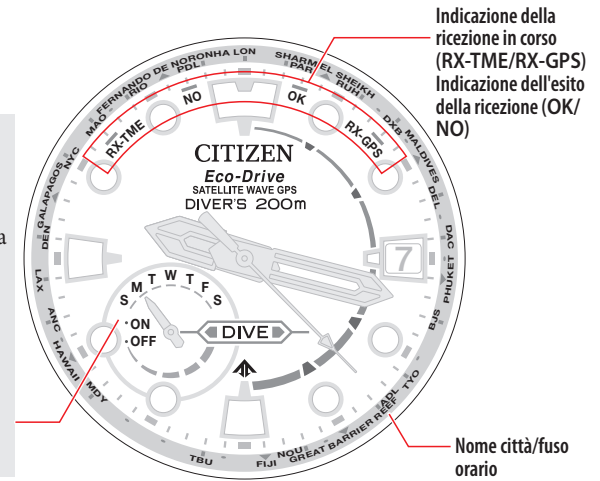 Indicazione della
ricezione in corso
(RX-TME/RX-GPS)
Indicazione dell'esito
della ricezione (OK/
NO)
a
LON
SHARM EL SHEIKH
PAR
RUH
DXB
MALDIVES
DEL
DAC
PHUKET
BJS
TYO
ADL
GREAT BARRIER REEF
NOU
FIJI
TBU
MDY
HAWAII
ANC
LAX
DEN
GALAPAGOS
NYC
MAO
RIO
FERNANDO DE NORONHA
PDL
RX-TME
NO
OK
RX-GPS
CITIZEN
Eco-Drive
SATELLITE WAVE GPS
DIVER'S 200m
7
S M T W T F S
ON
OFF
DIVE
Nome città/fuso
orario